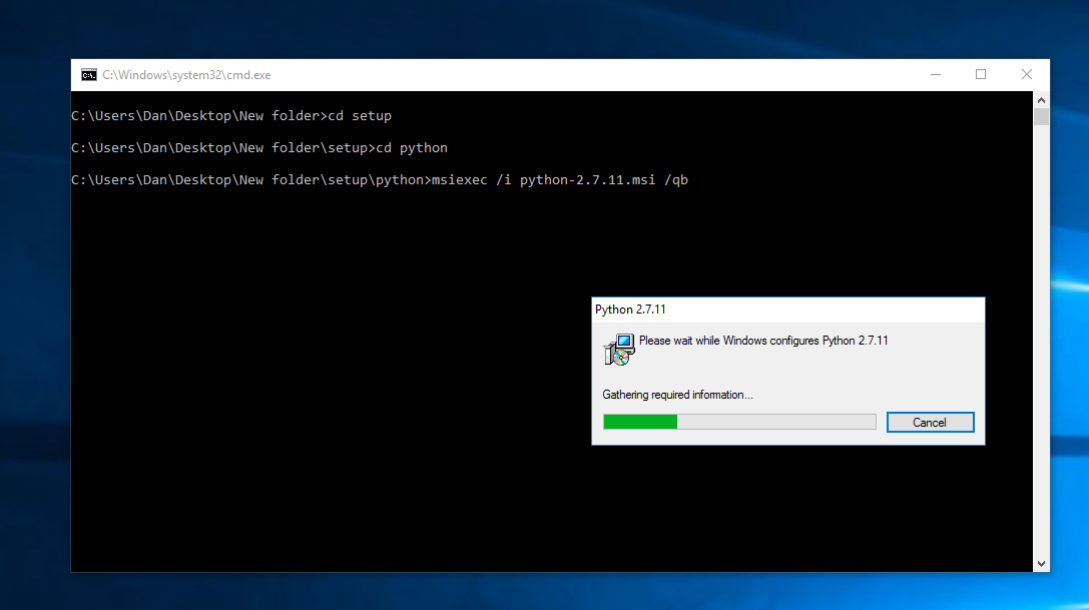 C:\Windows\system32\cmd.exe
C:\Users\Dan\Desktop\New folder>cd setup
C:\Users\Dan\Desktop\New folder\setup>cd python
C:\Users\Dan\Desktop\New folder\setup\python>msiexec /i python-2.7.11.msi /qb
Python 2.7.11
Please wait while Windows configures Python 2.7.11
Gathering required information...
Cancel